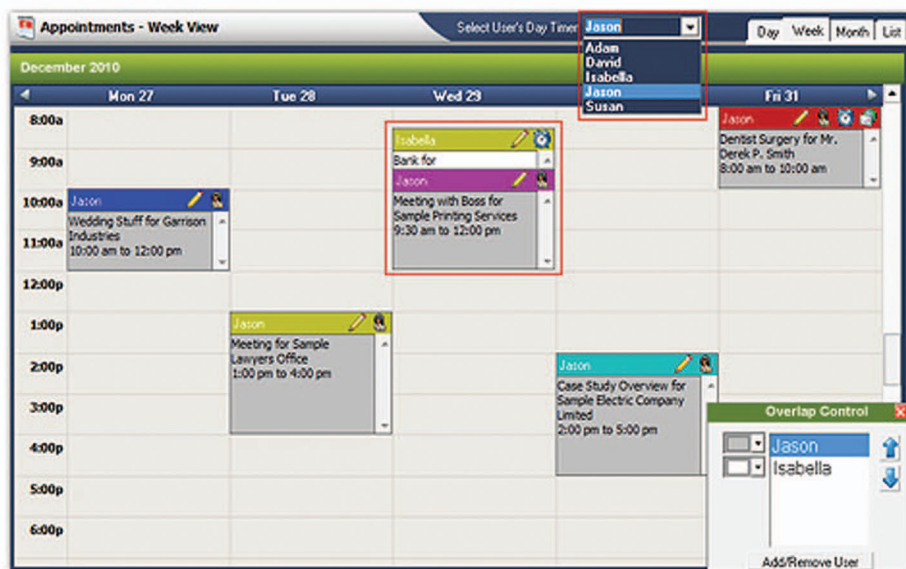 Appointments - Week View
Select User's Day Timer
Jason
Day
Week
Month
List
Adam
David
Isabella
Jason
Susan
December 2010
Mon 27
Tue 28
Wed 29
Fri 31
8:00a
9:00a
10:00a
11:00a
12:00p
1:00p
2:00p
3:00p
4:00p
5:00p
6:00p
Jason
Wedding Stuff for Garrison
Industries
10:00 am to 12:00 pm
Jason
Meeting for Sample
Lawyers Office
1:00 pm to 4:00 pm
Isabella
Bank for
Jason
Meeting with Boss for
Sample Printing Services
9:30 am to 12:00 pm
Jason
Case Study Overview for
Sample Electric Company
Limited
2:00 pm to 5:00 pm
Jason
Dentist Surgery for Mr.
Derek P. Smith
8:00 am to 10:00 am
Overlap Control
Jason
Isabella
Add/Remove User